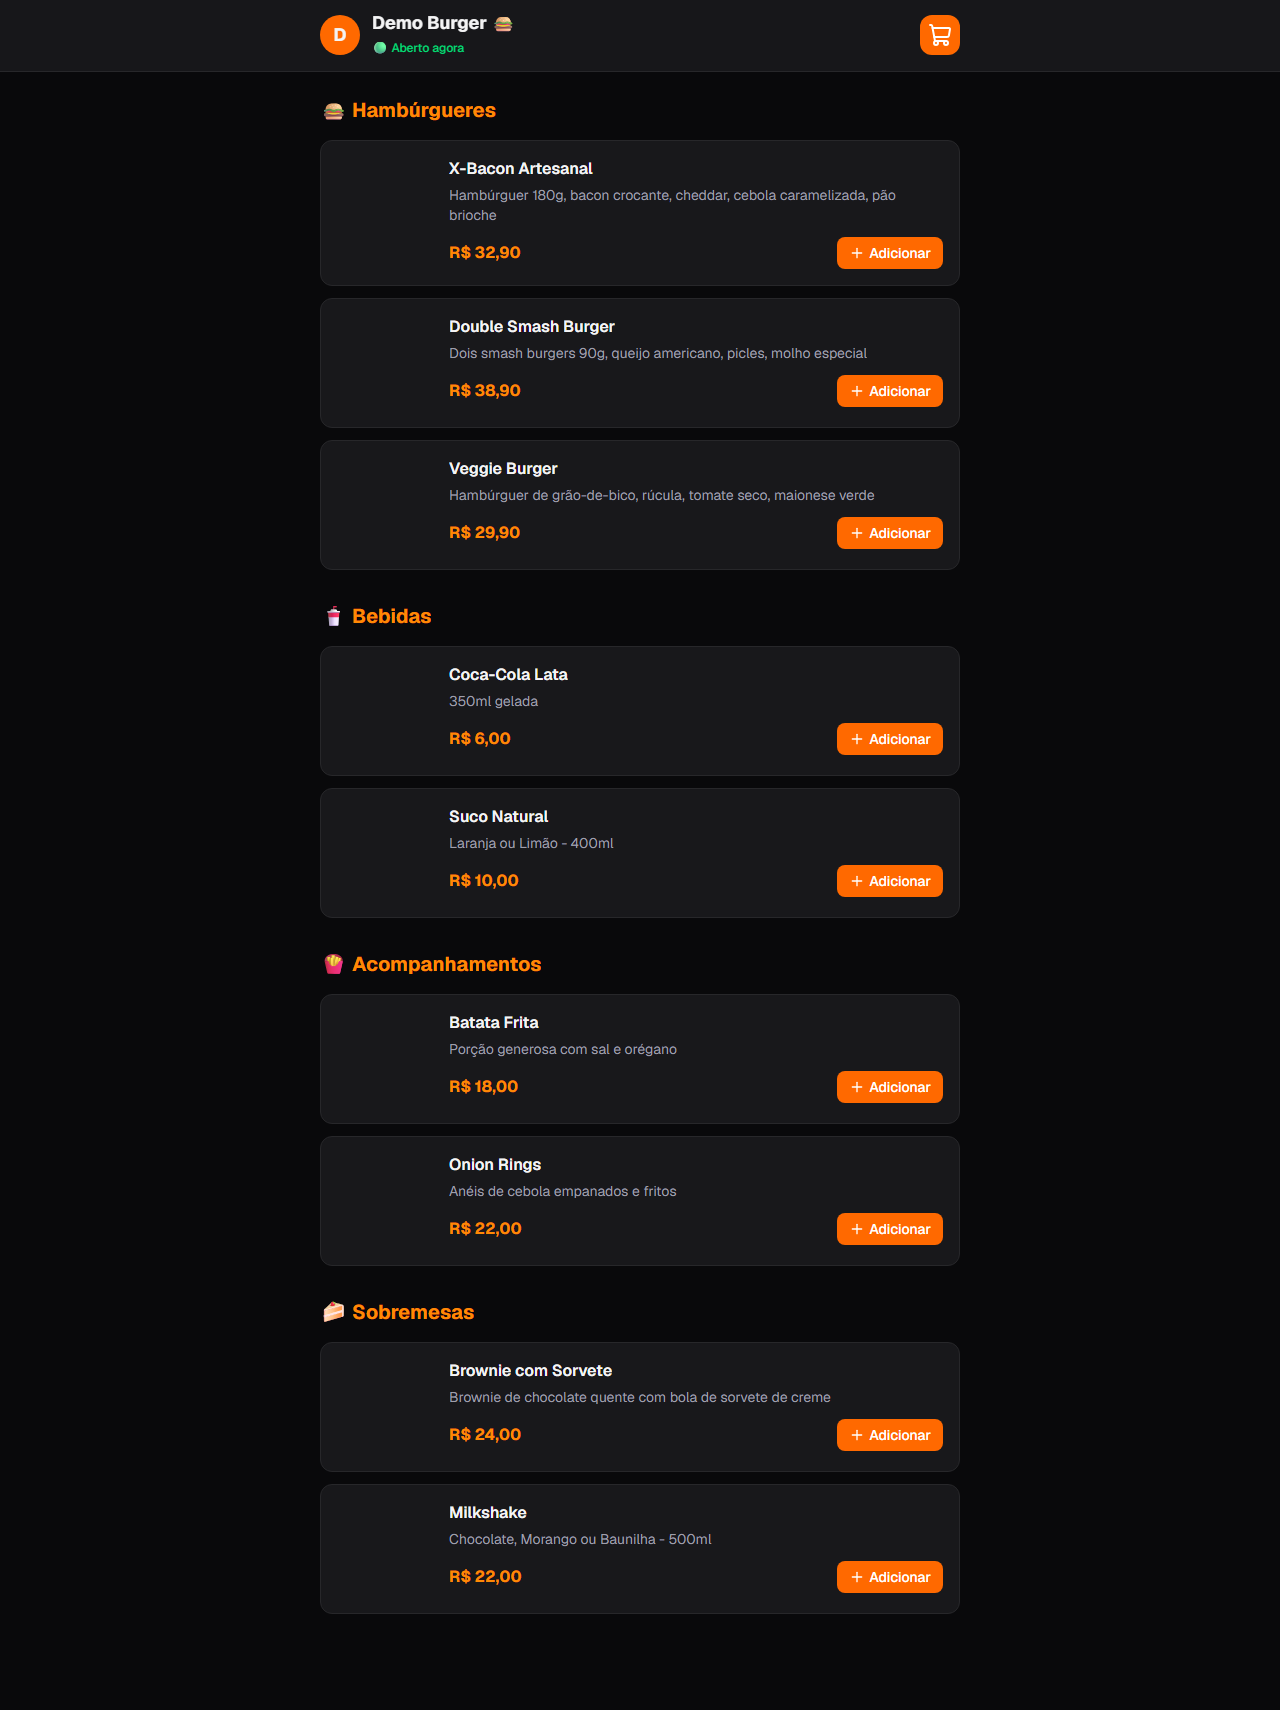 D
Demo Burger 🍔
Aberto agora
🍔 Hambúrgueres
X-Bacon Artesanal
Hambúrguer 180g, bacon crocante, cheddar, cebola caramelizada, pão
brioche
R$ 32,90
+ Adicionar
Double Smash Burger
Dois smash burgers 90g, queijo americano, picles, molho especial
R$ 38,90
+ Adicionar
Veggie Burger
Hambúrguer de grão-de-bico, rúcula, tomate seco, maionese verde
R$ 29,90
+ Adicionar
🥤 Bebidas
Coca-Cola Lata
350ml gelada
R$ 6,00
+ Adicionar
Suco Natural
Laranja ou Limão - 400ml
R$ 10,00
+ Adicionar
🍟 Acompanhamentos
Batata Frita
Porção generosa com sal e orégano
R$ 18,00
+ Adicionar
Onion Rings
Anéis de cebola empanados e fritos
R$ 22,00
+ Adicionar
🍰 Sobremesas
Brownie com Sorvete
Brownie de chocolate quente com bola de sorvete de creme
R$ 24,00
+ Adicionar
Milkshake
Chocolate, Morango ou Baunilha - 500ml
R$ 22,00
+ Adicionar